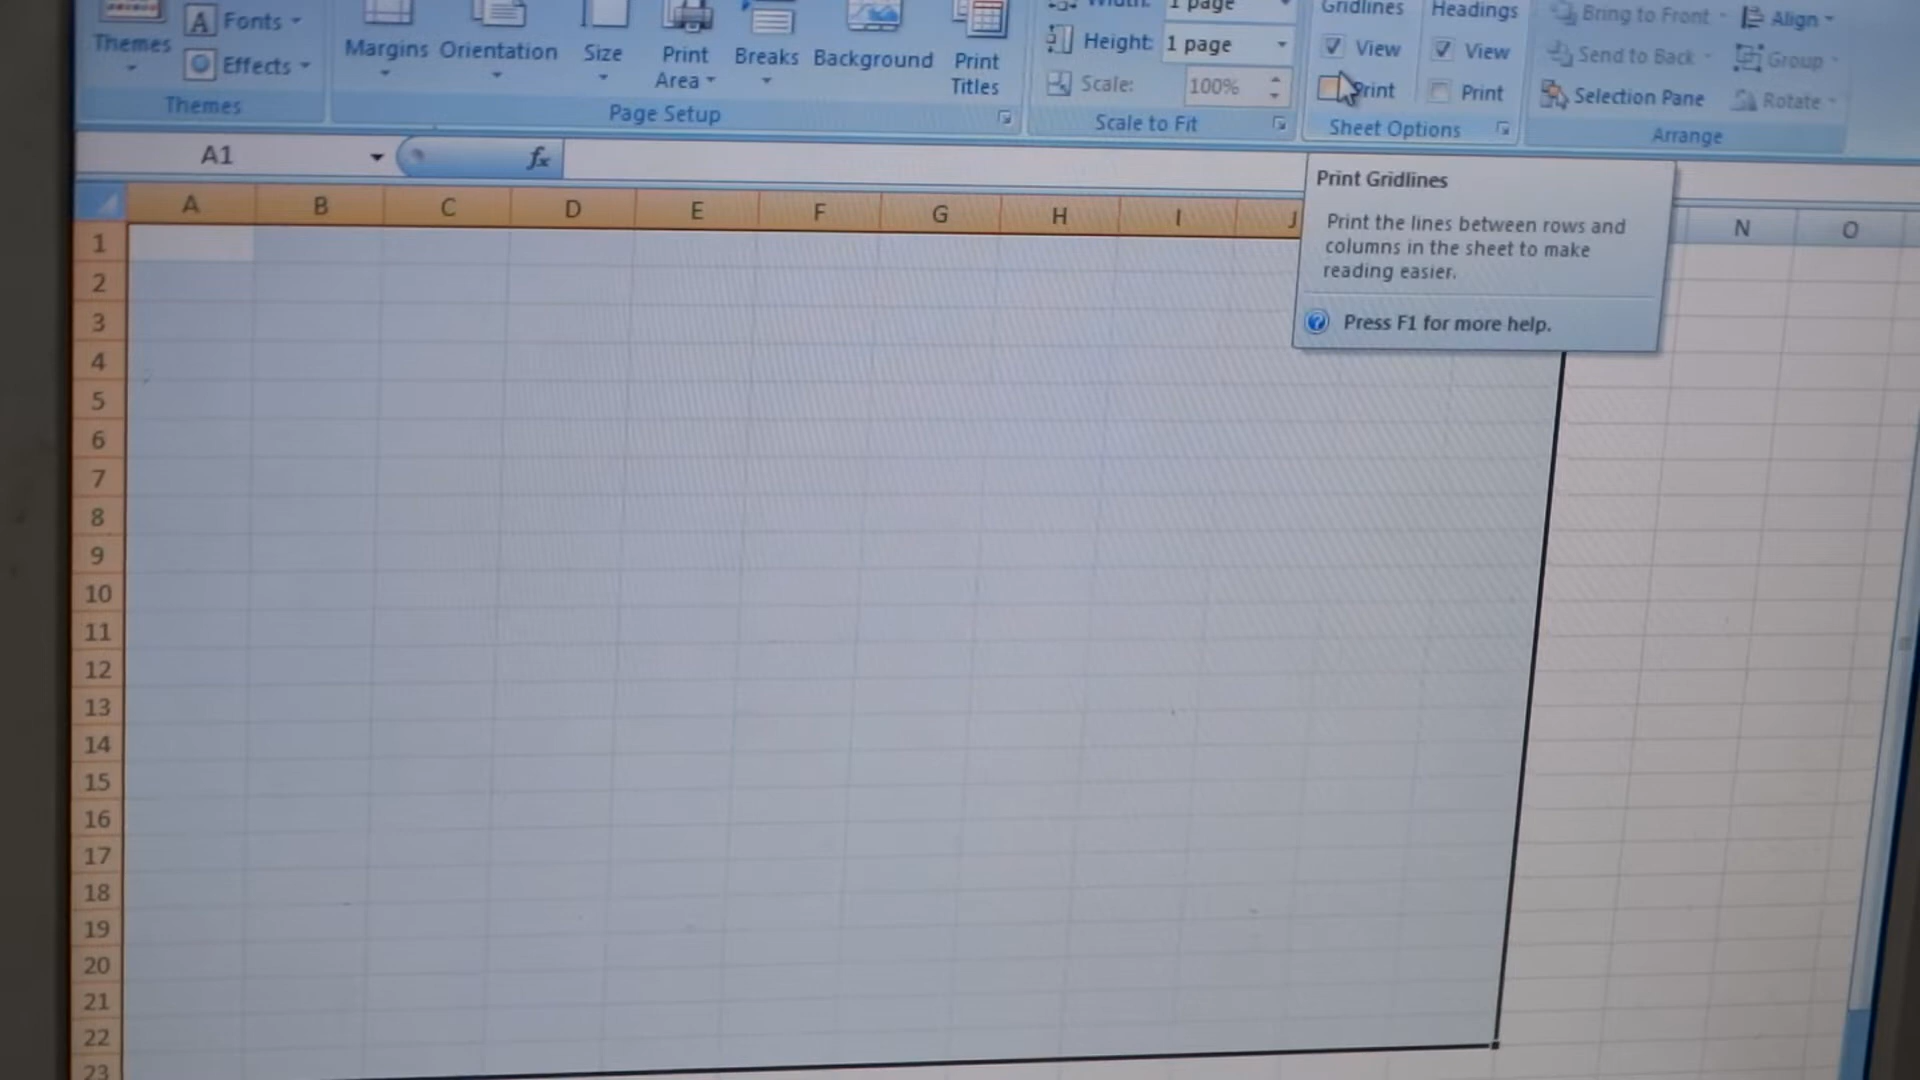 Themes
Fonts
Effects
Themes
Margins
Orientation
Size
Print
Area
Breaks
Background
Print
Titles
Page Setup
Width: 1 page
Height: 1 page
Scale: 100%
Scale to Fit
Gridlines
View
Print
Headings
View
Print
Sheet Options
Bring to Front
Send to Back
Selection Pane
Align
Group
Rotate
Arrange
A1
fx
Print Gridlines
Print the lines between rows and
columns in the sheet to make
reading easier.
Press F1 for more help.
A B C D E F G H I J N O
1
2
3
4
5
6
7
8
9
10
11
12
13
14
15
16
17
18
19
20
21
22
23